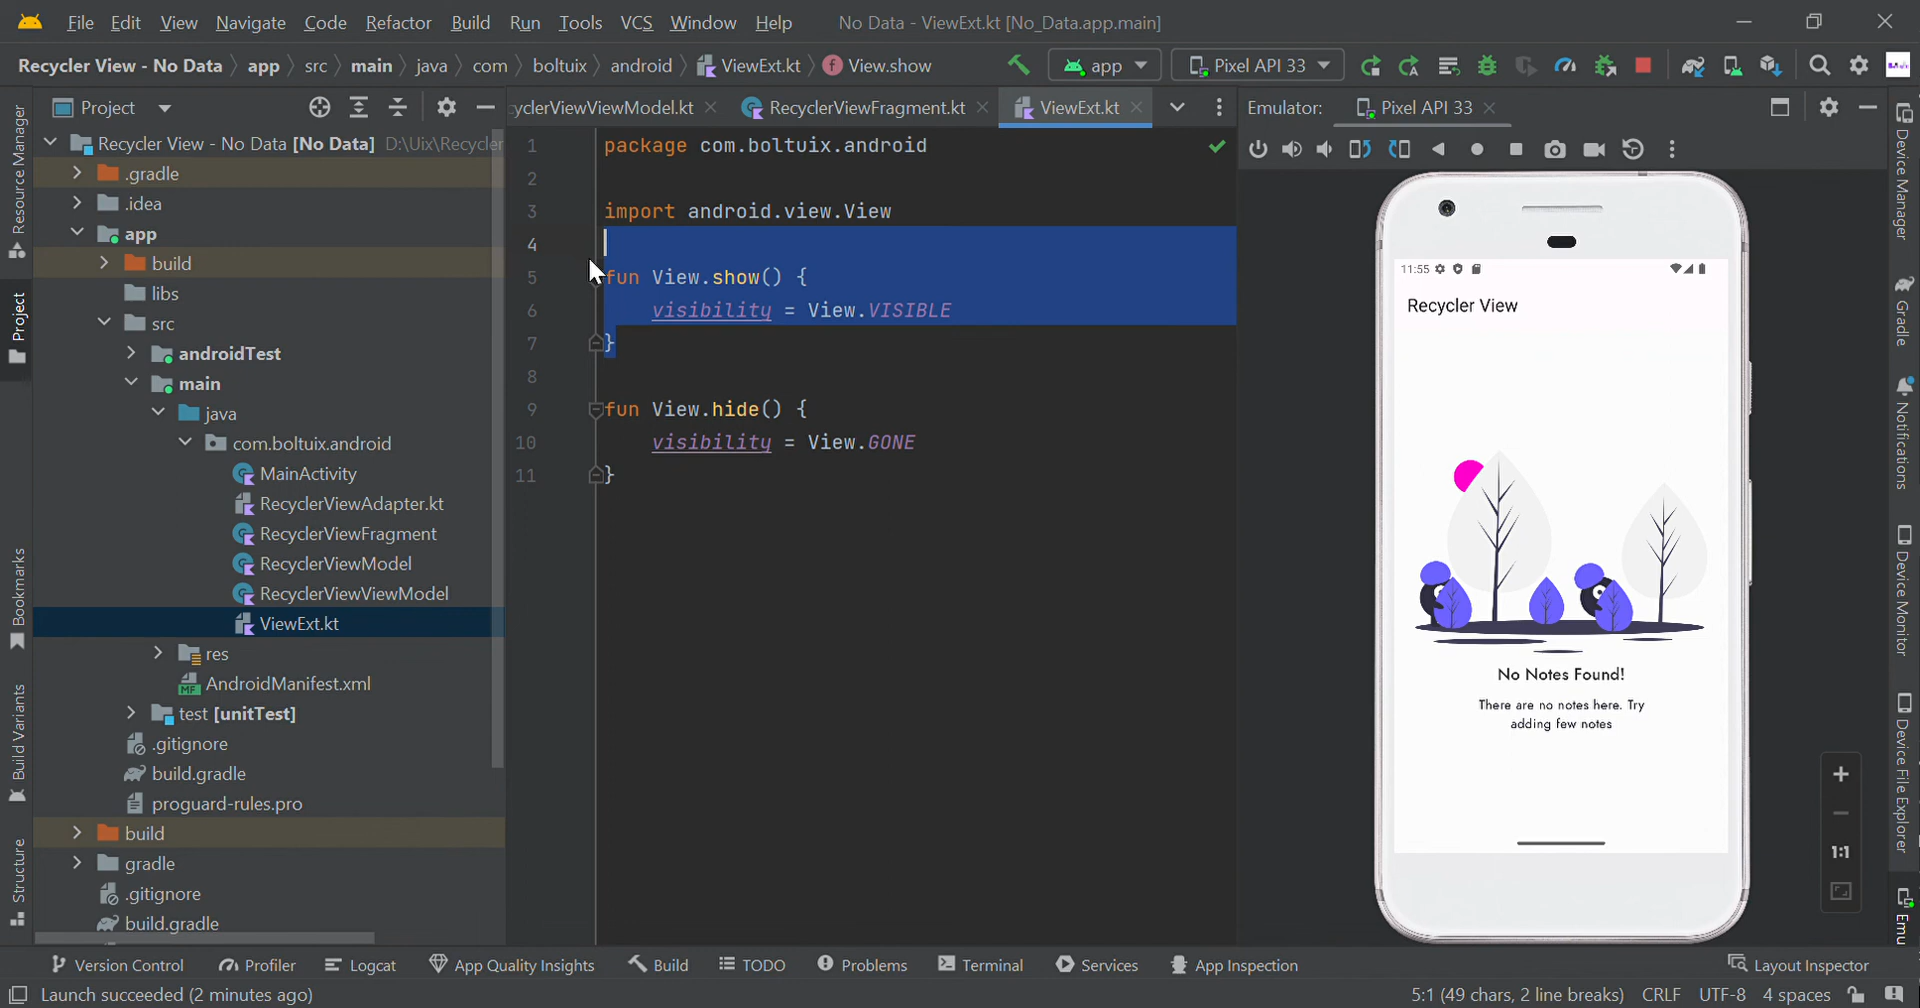 File Edit View Navigate Code Refactor Build Run Tools VCS Window Help No Data - ViewExt.kt [No_Data.app.main]
Recycler View - No Data app src main java com boltuix android ViewExt.kt View.show app Pixel API 33
Project
yclerViewViewModel.kt RecyclerViewFragment.kt ViewExt.kt
Emulator: Pixel API 33
Resource Manager
Project
Bookmarks
Build Variants
Structure
Recycler View - No Data [No Data] D:\Uix\Recycler
.gradle
.idea
app
build
libs
src
androidTest
main
java
com.boltuix.android
MainActivity
RecyclerViewAdapter.kt
RecyclerViewFragment
RecyclerViewModel
RecyclerViewViewModel
ViewExt.kt
res
AndroidManifest.xml
test [unitTest]
.gitignore
build.gradle
proguard-rules.pro
build
gradle
.gitignore
build.gradle
1 package com.boltuix.android
2
3 import android.view.View
4
5 fun View.show() {
6 visibility = View.VISIBLE
7 }
8
9 fun View.hide() {
10 visibility = View.GONE
11 }
11:55
Recycler View
No Notes Found!
There are no notes here. Try
adding few notes
1:1
Device Manager
Gradle
Notifications
Device Monitor
Device File Explorer
Emu
Version Control Profiler Logcat App Quality Insights Build TODO Problems Terminal Services App Inspection Layout Inspector
Launch succeeded (2 minutes ago) 5:1 (49 chars, 2 line breaks) CRLF UTF-8 4 spaces